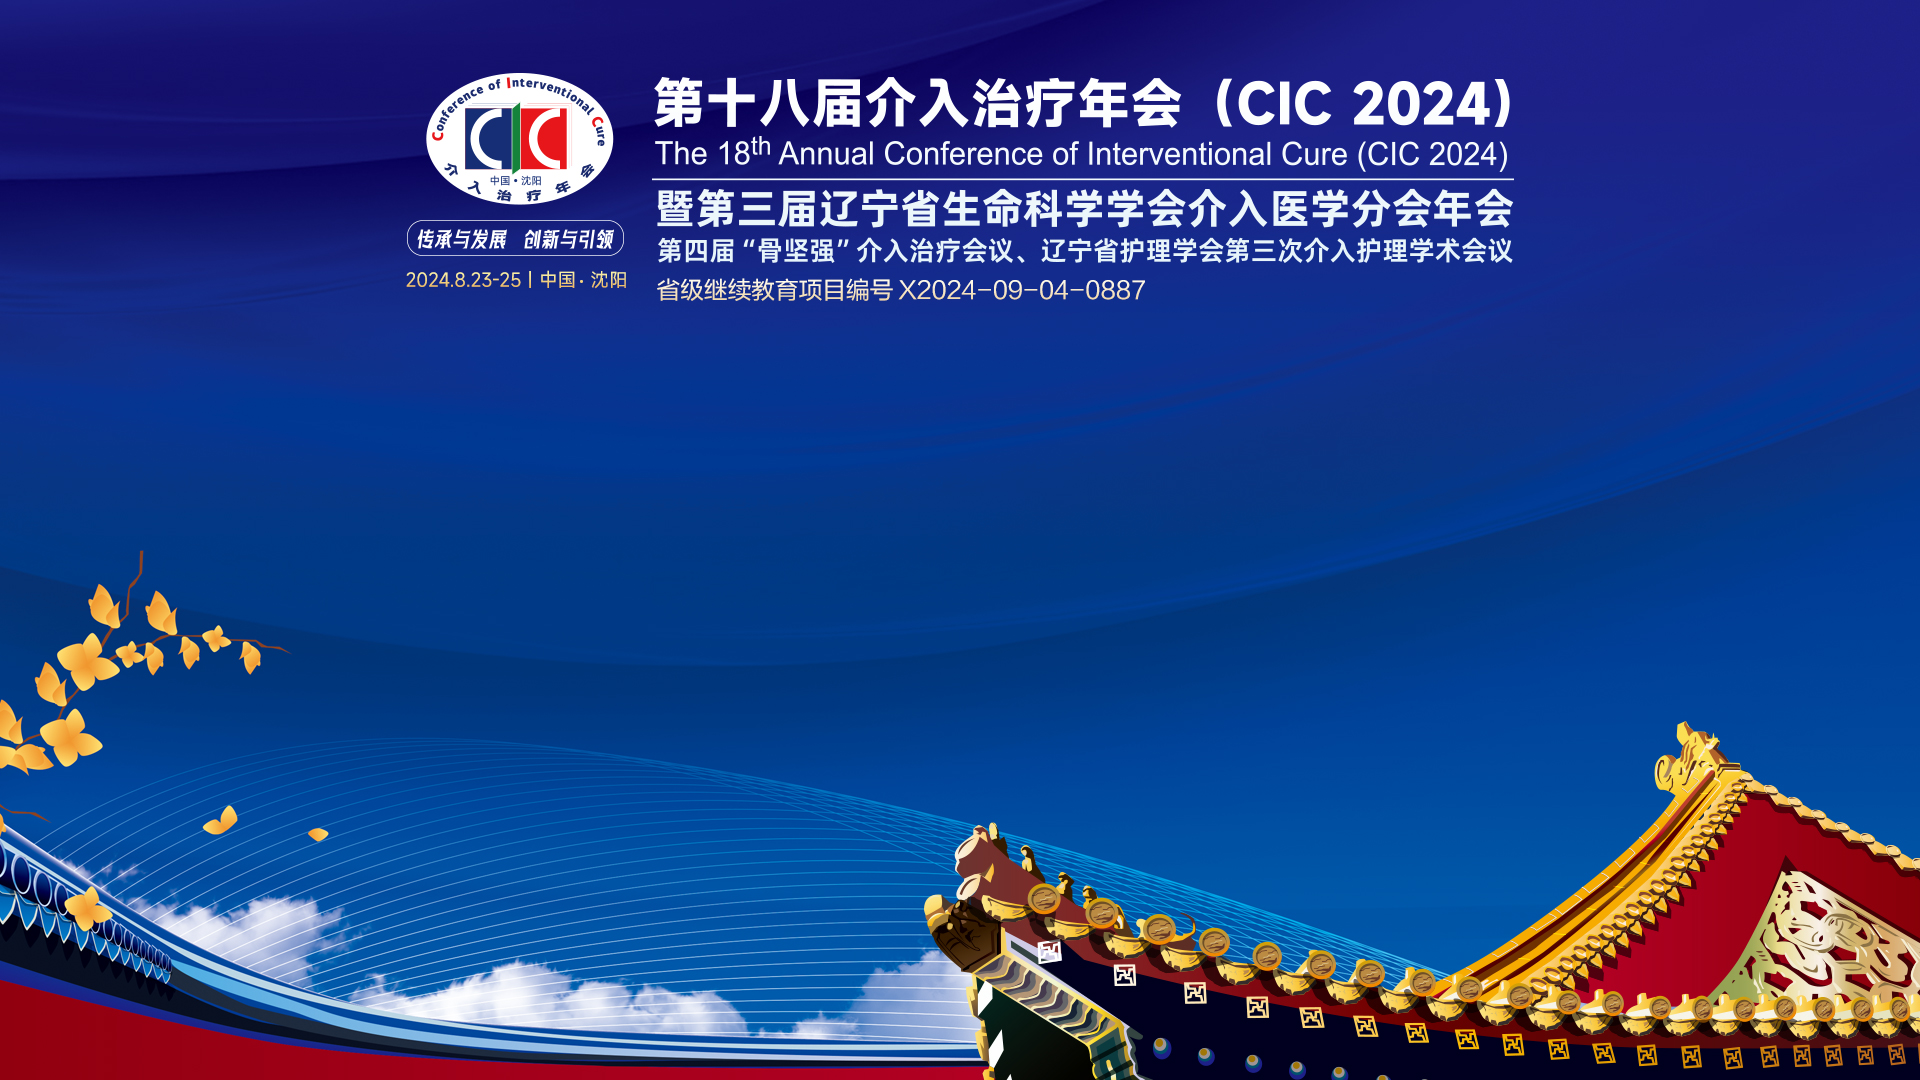 Conference of Interventional Cure
CIC
中国·沈阳
介入治疗年会
传承与发展 创新与引领
2024.8.23-25 | 中国·沈阳
第十八届介入治疗年会（CIC 2024）
The 18th Annual Conference of Interventional Cure (CIC 2024)
暨第三届辽宁省生命科学学会介入医学分会年会
第四届“骨坚强”介入治疗会议、辽宁省护理学会第三次介入护理学术会议
省级继续教育项目编号 X2024-09-04-0887